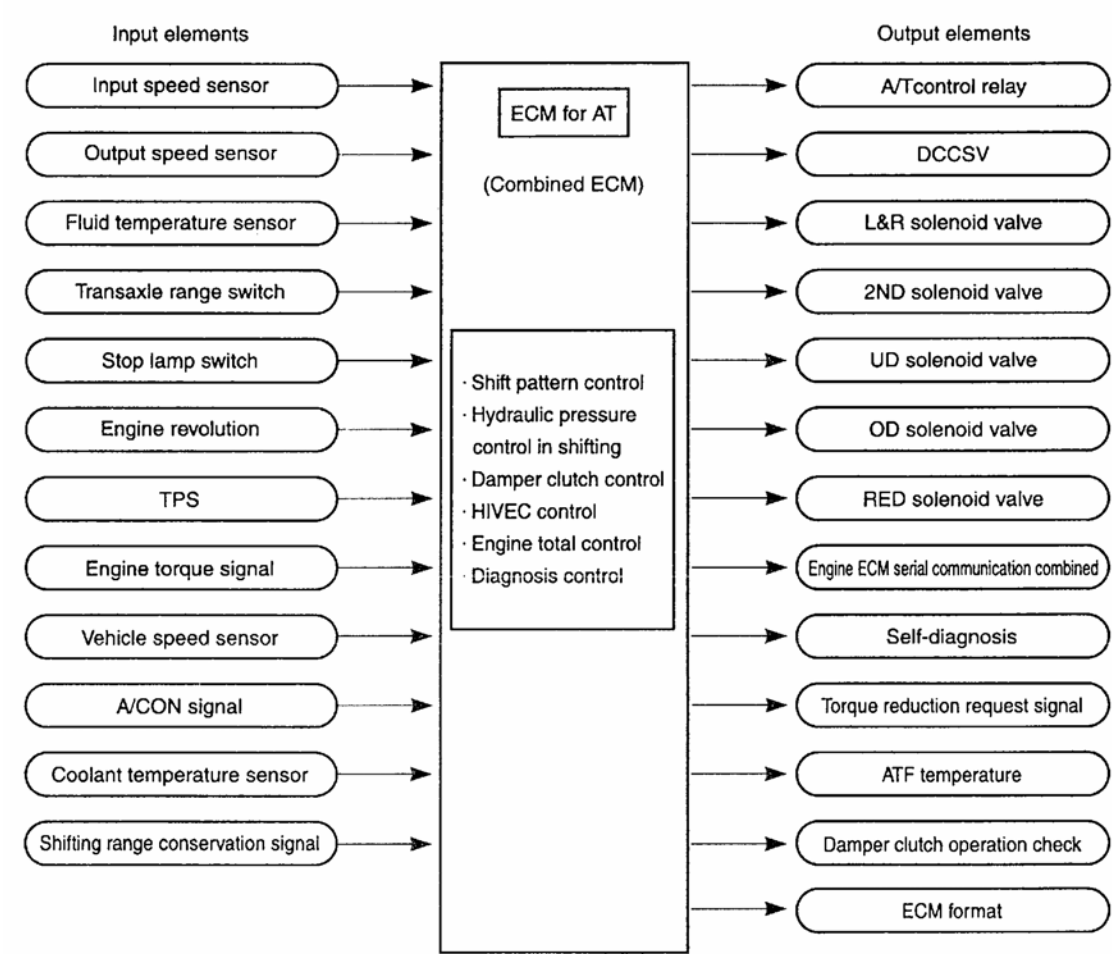 Input elements
Input speed sensor
Output speed sensor
Fluid temperature sensor
Transaxle range switch
Stop lamp switch
Engine revolution
TPS
Engine torque signal
Vehicle speed sensor
A/CON signal
Coolant temperature sensor
Shifting range conservation signal
ECM for AT
(Combined ECM)
· Shift pattern control
· Hydraulic pressure
control in shifting
· Damper clutch control
· HIVEC control
· Engine total control
· Diagnosis control
Output elements
A/Tcontrol relay
DCCSV
L&R solenoid valve
2ND solenoid valve
UD solenoid valve
OD solenoid valve
RED solenoid valve
Engine ECM serial communication combined
Self-diagnosis
Torque reduction request signal
ATF temperature
Damper clutch operation check
ECM format